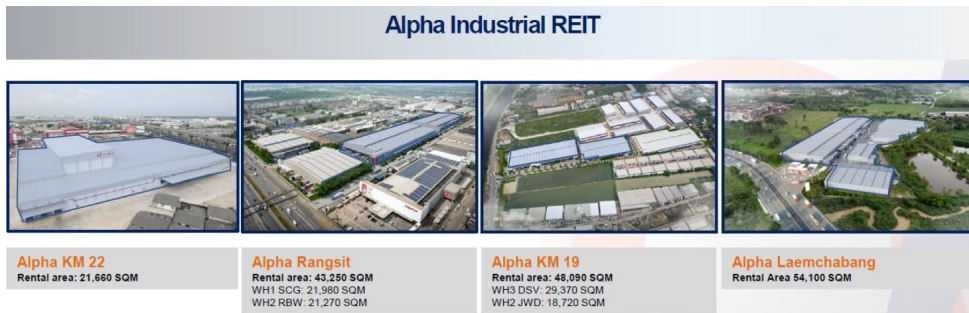 Alpha Industrial REIT
Alpha KM 22
Rental area: 21,660 SQM
Alpha Rangsit
Rental area: 43,250 SQM
WH1 SCG: 21,980 SQM
WH2 RBW: 21,270 SQM
Alpha KM 19
Rental area: 48,090 SQM
WH3 DSV: 29,370 SQM
WH2 JWD: 18,720 SQM
Alpha Laemchabang
Rental Area 54,100 SQM